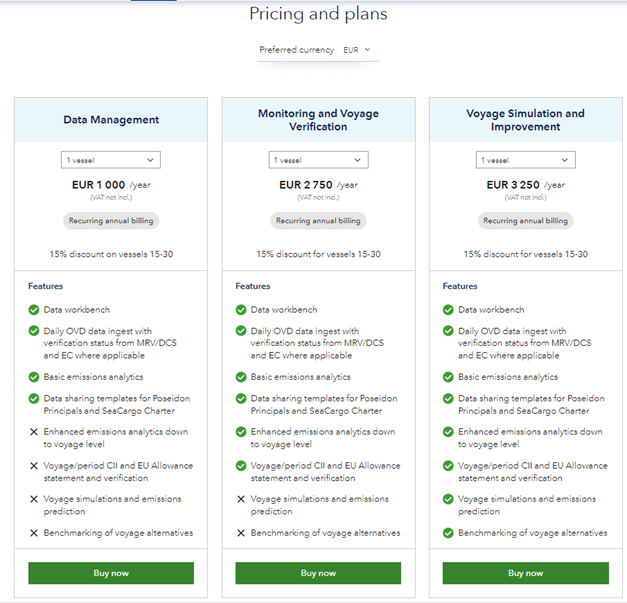 Pricing and plans
Preferred currency EUR
Data Management
1 vessel
EUR 1 000 /year
(VAT not incl.)
Recurring annual billing
15% discount on vessels 15-30
Features
Data workbench
Daily OVD data ingest with
verification status from MRV/DCS
and EC where applicable
Basic emissions analytics
Data sharing templates for Poseidon
Principals and SeaCargo Charter
Enhanced emissions analytics down
to voyage level
Voyage/period CII and EU Allowance
statement and verification
Voyage simulations and emissions
prediction
Benchmarking of voyage alternatives
Buy now
Monitoring and Voyage
Verification
1 vessel
EUR 2 750 /year
(VAT not incl.)
Recurring annual billing
15% discount for vessels 15-30
Features
Data workbench
Daily OVD data ingest with
verification status from MRV/DCS
and EC where applicable
Basic emissions analytics
Data sharing templates for Poseidon
Principals and SeaCargo Charter
Enhanced emissions analytics down
to voyage level
Voyage/period CII and EU Allowance
statement and verification
Voyage simulations and emissions
prediction
Benchmarking of voyage alternatives
Buy now
Voyage Simulation and
Improvement
1 vessel
EUR 3 250 /year
(VAT not incl.)
Recurring annual billing
15% discount for vessels 15-30
Features
Data workbench
Daily OVD data ingest with
verification status from MRV/DCS
and EC where applicable
Basic emissions analytics
Data sharing templates for Poseidon
Principals and SeaCargo Charter
Enhanced emissions analytics down
to voyage level
Voyage/period CII and EU Allowance
statement and verification
Voyage simulations and emissions
prediction
Benchmarking of voyage alternatives
Buy now